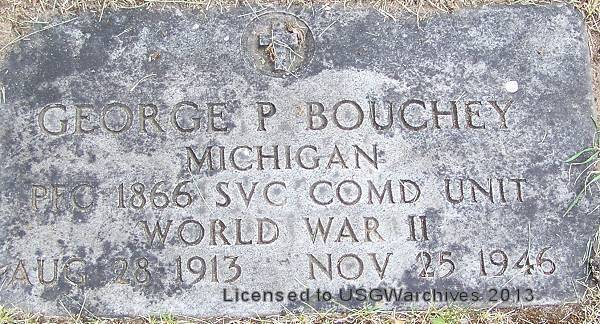 GEORGE P BOUCHEY
MICHIGAN
PFC 1866 SVC COMD UNIT
WORLD WAR II
AUG 28 1913 NOV 25 1946
Licensed to USGWarchives 2013